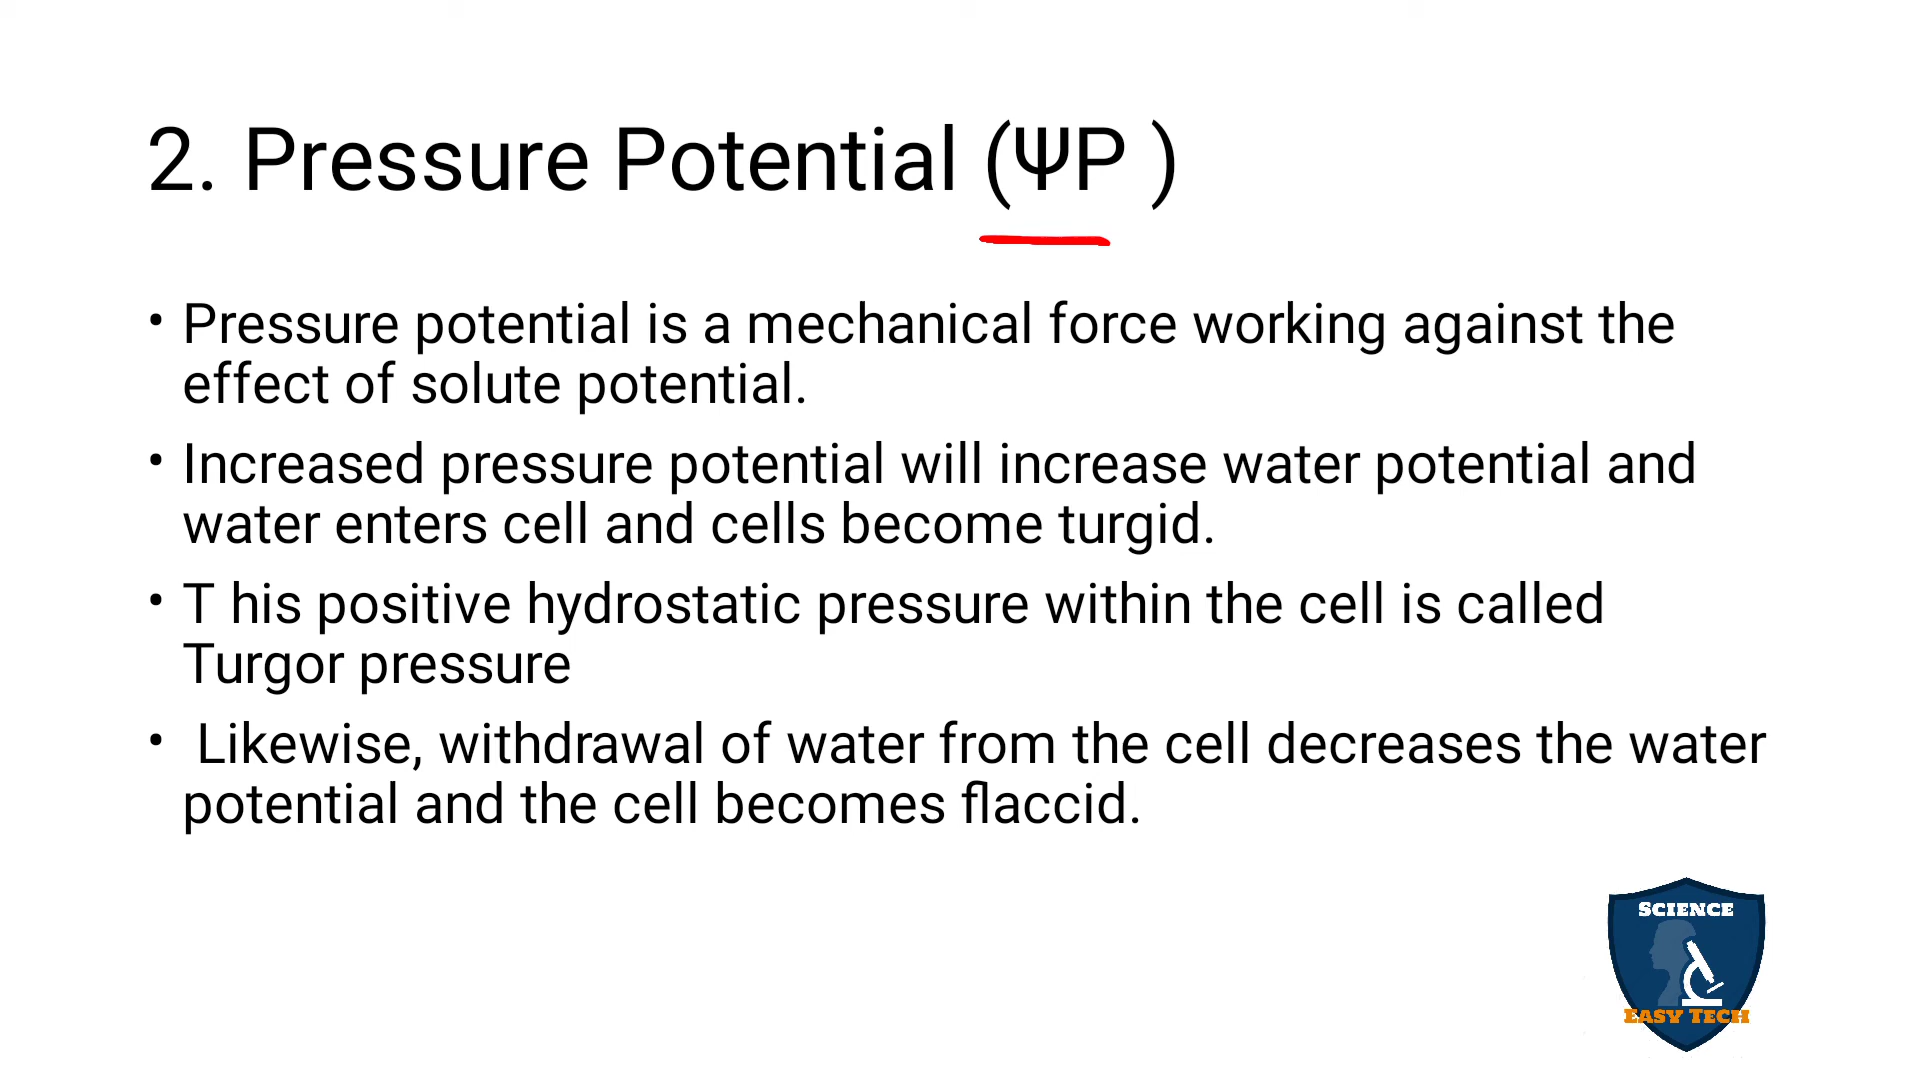 2. Pressure Potential (ΨP )
• Pressure potential is a mechanical force working against the
effect of solute potential.
• Increased pressure potential will increase water potential and
water enters cell and cells become turgid.
• T his positive hydrostatic pressure within the cell is called
Turgor pressure
• Likewise, withdrawal of water from the cell decreases the water
potential and the cell becomes flaccid.
SCIENCE
EASY TECH